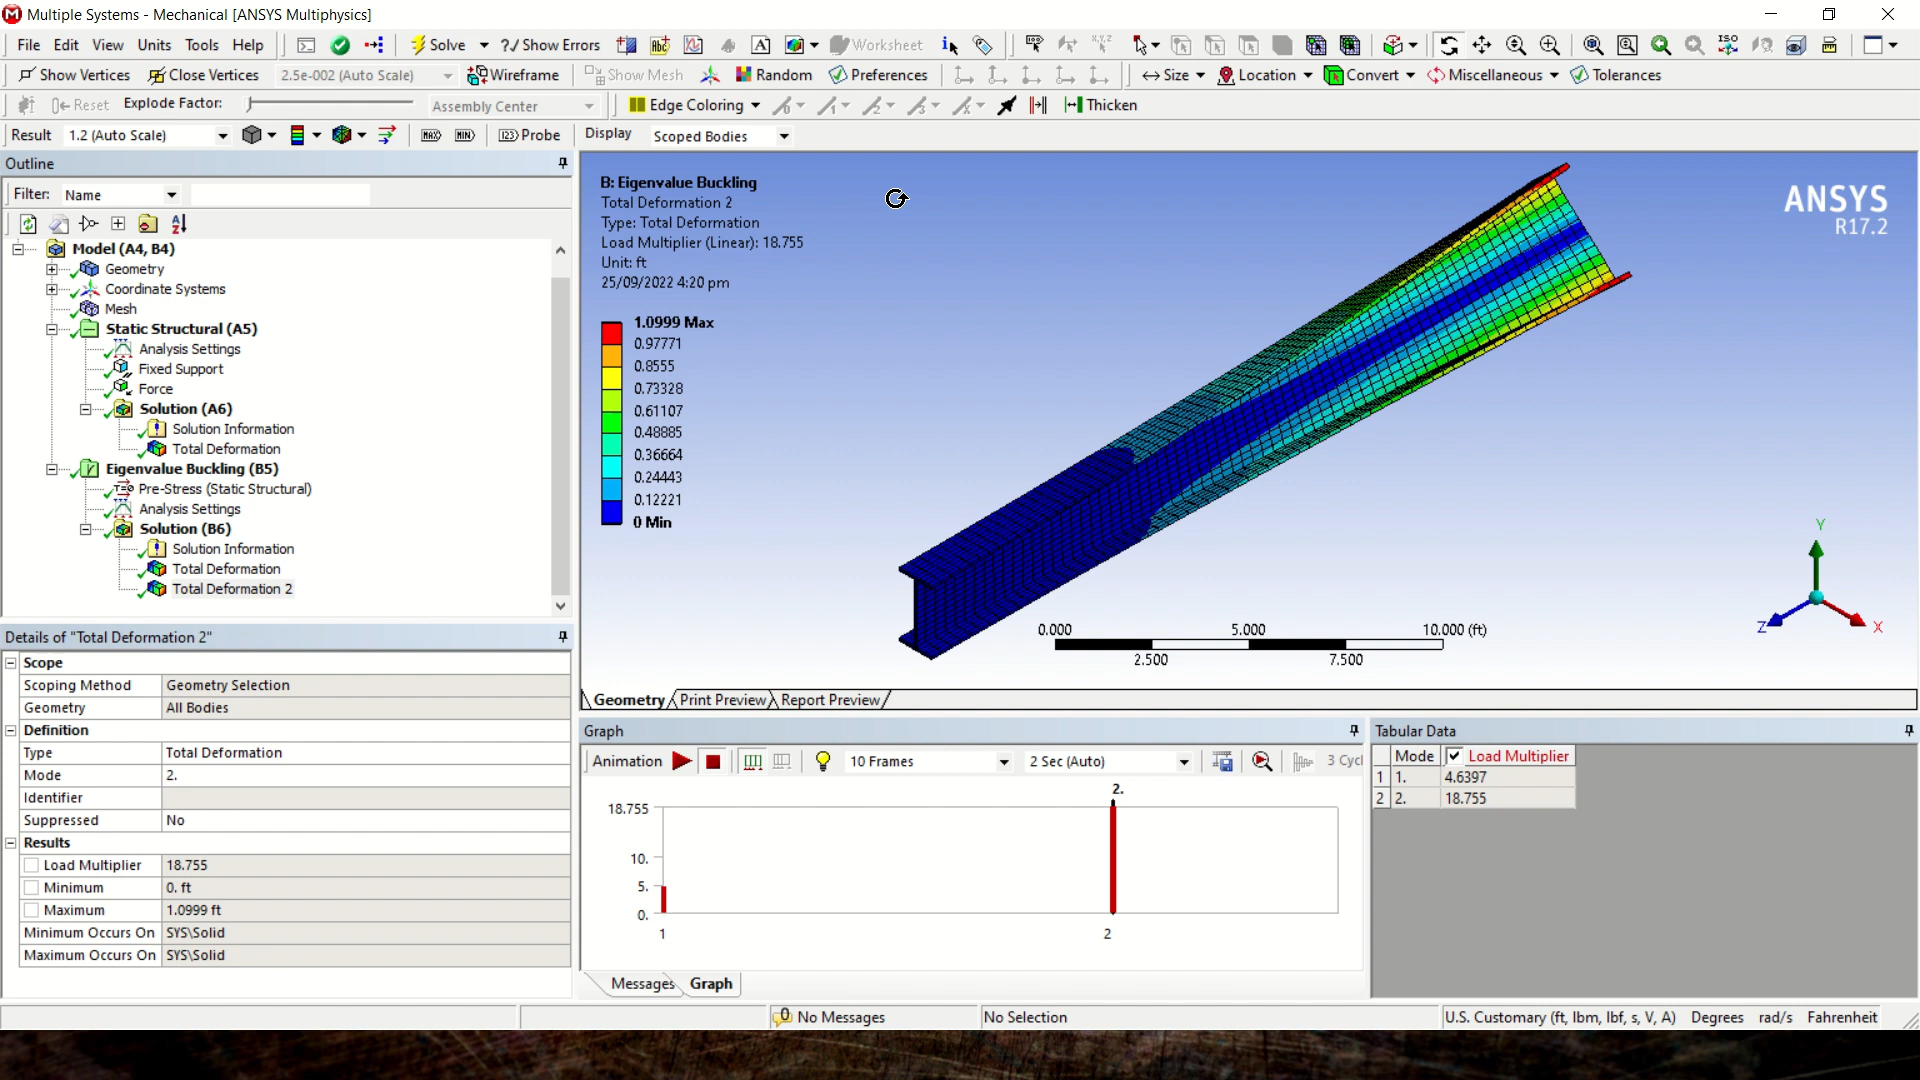 Multiple Systems - Mechanical [ANSYS Multiphysics]
File Edit View Units Tools Help Solve ?/ Show Errors Worksheet
Show Vertices Close Vertices 2.5e-002 (Auto Scale) Wireframe Show Mesh Random Preferences Size Location Convert Miscellaneous Tolerances
Reset Explode Factor: Assembly Center Edge Coloring Thicken
Result 1.2 (Auto Scale) MAX MIN Probe Display Scoped Bodies
Outline
Filter: Name
Model (A4, B4)
Geometry
Coordinate Systems
Mesh
Static Structural (A5)
Analysis Settings
Fixed Support
Force
Solution (A6)
Solution Information
Total Deformation
Eigenvalue Buckling (B5)
Pre-Stress (Static Structural)
Analysis Settings
Solution (B6)
Solution Information
Total Deformation
Total Deformation 2
Details of "Total Deformation 2"
Scope
Scoping Method Geometry Selection
Geometry All Bodies
Definition
Type Total Deformation
Mode 2.
Identifier
Suppressed No
Results
Load Multiplier 18.755
Minimum 0. ft
Maximum 1.0999 ft
Minimum Occurs On SYS\Solid
Maximum Occurs On SYS\Solid
B: Eigenvalue Buckling
Total Deformation 2
Type: Total Deformation
Load Multiplier (Linear): 18.755
Unit: ft
25/09/2022 4:20 pm
1.0999 Max
0.97771
0.8555
0.73328
0.61107
0.48885
0.36664
0.24443
0.12221
0 Min
ANSYS
R17.2
0.000 5.000 10.000 (ft)
2.500 7.500
Y
Z X
Geometry Print Preview Report Preview
Graph
Animation 10 Frames 2 Sec (Auto) 3 Cycl
2.
18.755
10.
5.
0.
1 2
Messages Graph
Tabular Data
Mode Load Multiplier
1 1. 4.6397
2 2. 18.755
0 No Messages No Selection U.S. Customary (ft, lbm, lbf, s, V, A) Degrees rad/s Fahrenheit